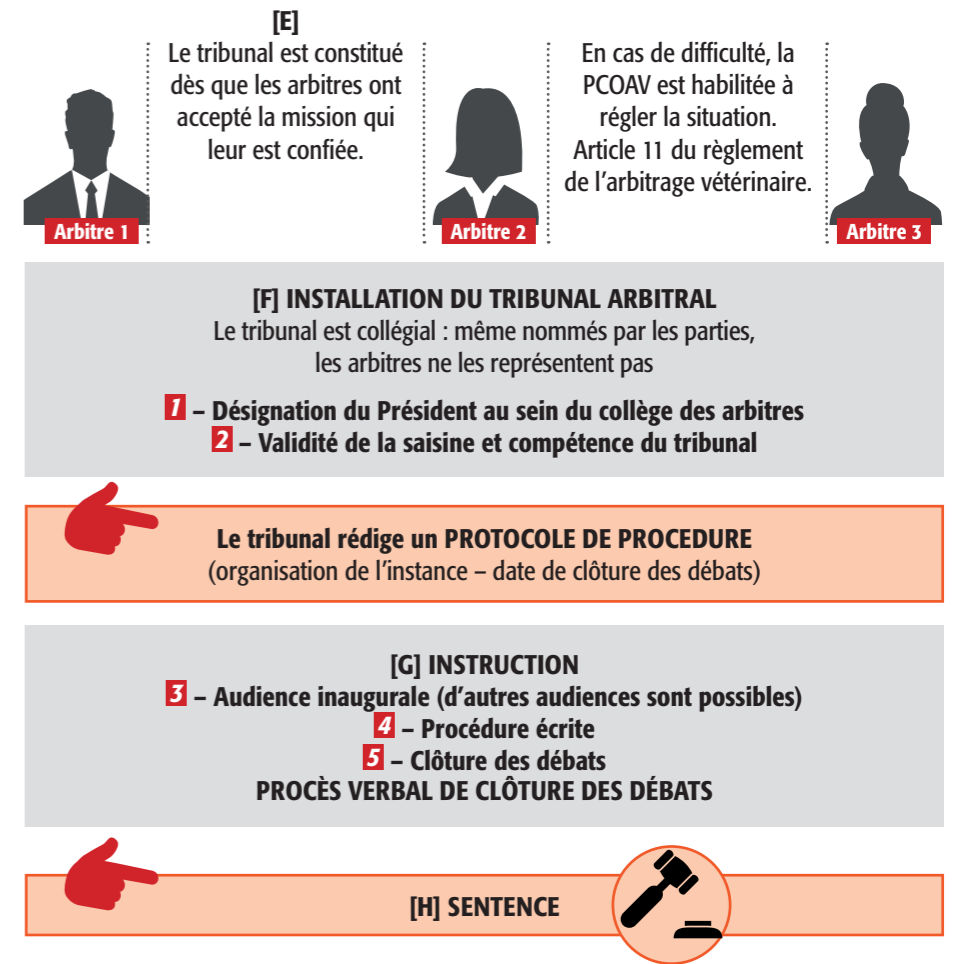 [E]
Le tribunal est constitué
dès que les arbitres ont
accepté la mission qui
leur est confiée.
En cas de difficulté, la
PCOAV est habilitée à
régler la situation.
Article 11 du règlement
de l'arbitrage vétérinaire.
Arbitre 1
Arbitre 2
Arbitre 3
[F] INSTALLATION DU TRIBUNAL ARBITRAL
Le tribunal est collégial : même nommés par les parties,
les arbitres ne les représentent pas
1 – Désignation du Président au sein du collège des arbitres
2 – Validité de la saisine et compétence du tribunal
Le tribunal rédige un PROTOCOLE DE PROCEDURE
(organisation de l'instance – date de clôture des débats)
[G] INSTRUCTION
3 – Audience inaugurale (d'autres audiences sont possibles)
4 – Procédure écrite
5 – Clôture des débats
PROCÈS VERBAL DE CLÔTURE DES DÉBATS
[H] SENTENCE